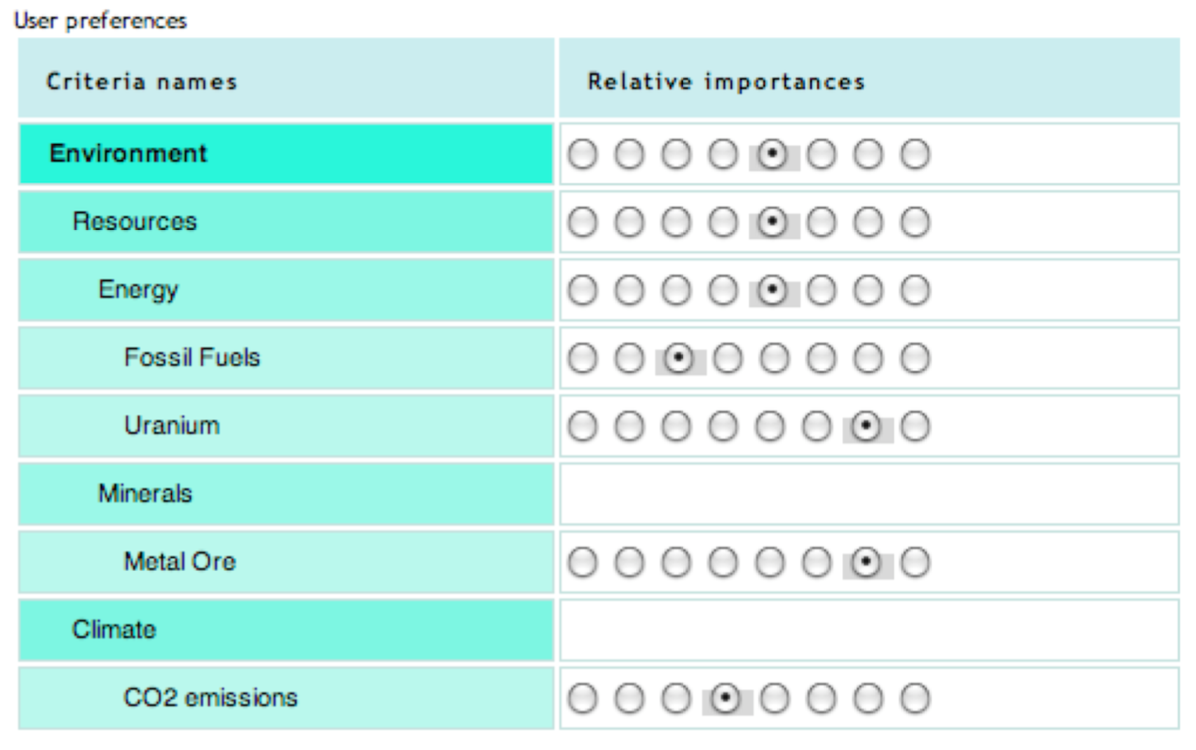 User preferences
Criteria names Relative importances
Environment
Resources
Energy
Fossil Fuels
Uranium
Minerals
Metal Ore
Climate
CO2 emissions